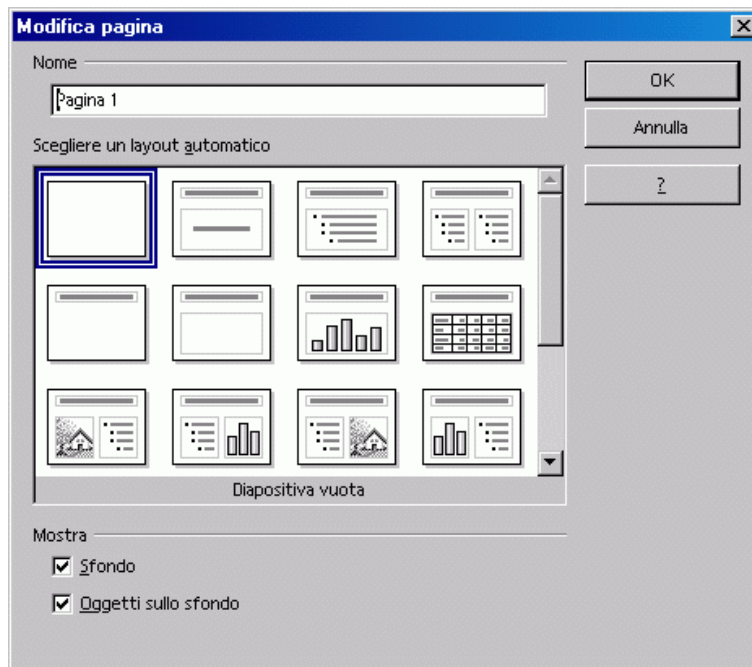 Modifica pagina
Nome
Pagina 1
OK
Annulla
?
Scegliere un layout automatico
Diapositiva vuota
Mostra
Sfondo
Oggetti sullo sfondo